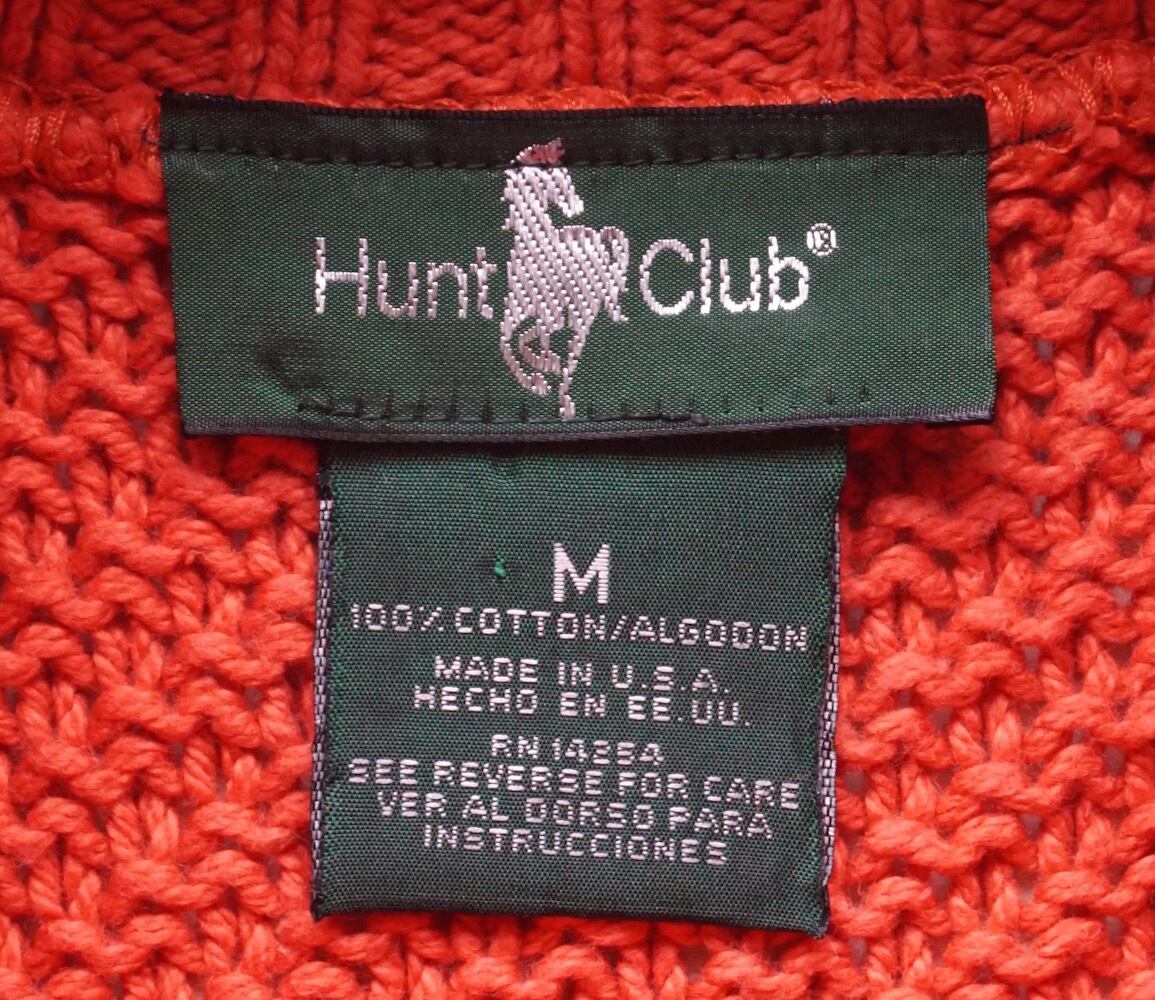 Hunt Club®
M
100% COTTON/ALGODON
MADE IN U.S.A.
HECHO EN EE.UU.
RN 14354
SEE REVERSE FOR CARE
VER AL DORSO PARA
INSTRUCCIONES